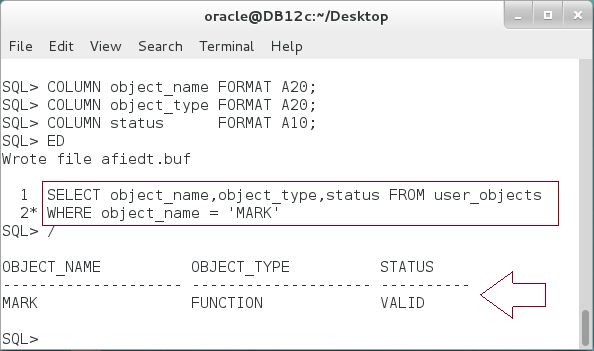 oracle@DB12c:~/Desktop
File Edit View Search Terminal Help
SQL> COLUMN object_name FORMAT A20;
SQL> COLUMN object_type FORMAT A20;
SQL> COLUMN status      FORMAT A10;
SQL> ED
Wrote file afiedt.buf
  1  SELECT object_name,object_type,status FROM user_objects
  2* WHERE object_name = 'MARK'
SQL> /
OBJECT_NAME          OBJECT_TYPE          STATUS
-------------------- -------------------- ----------
MARK                 FUNCTION             VALID
SQL>